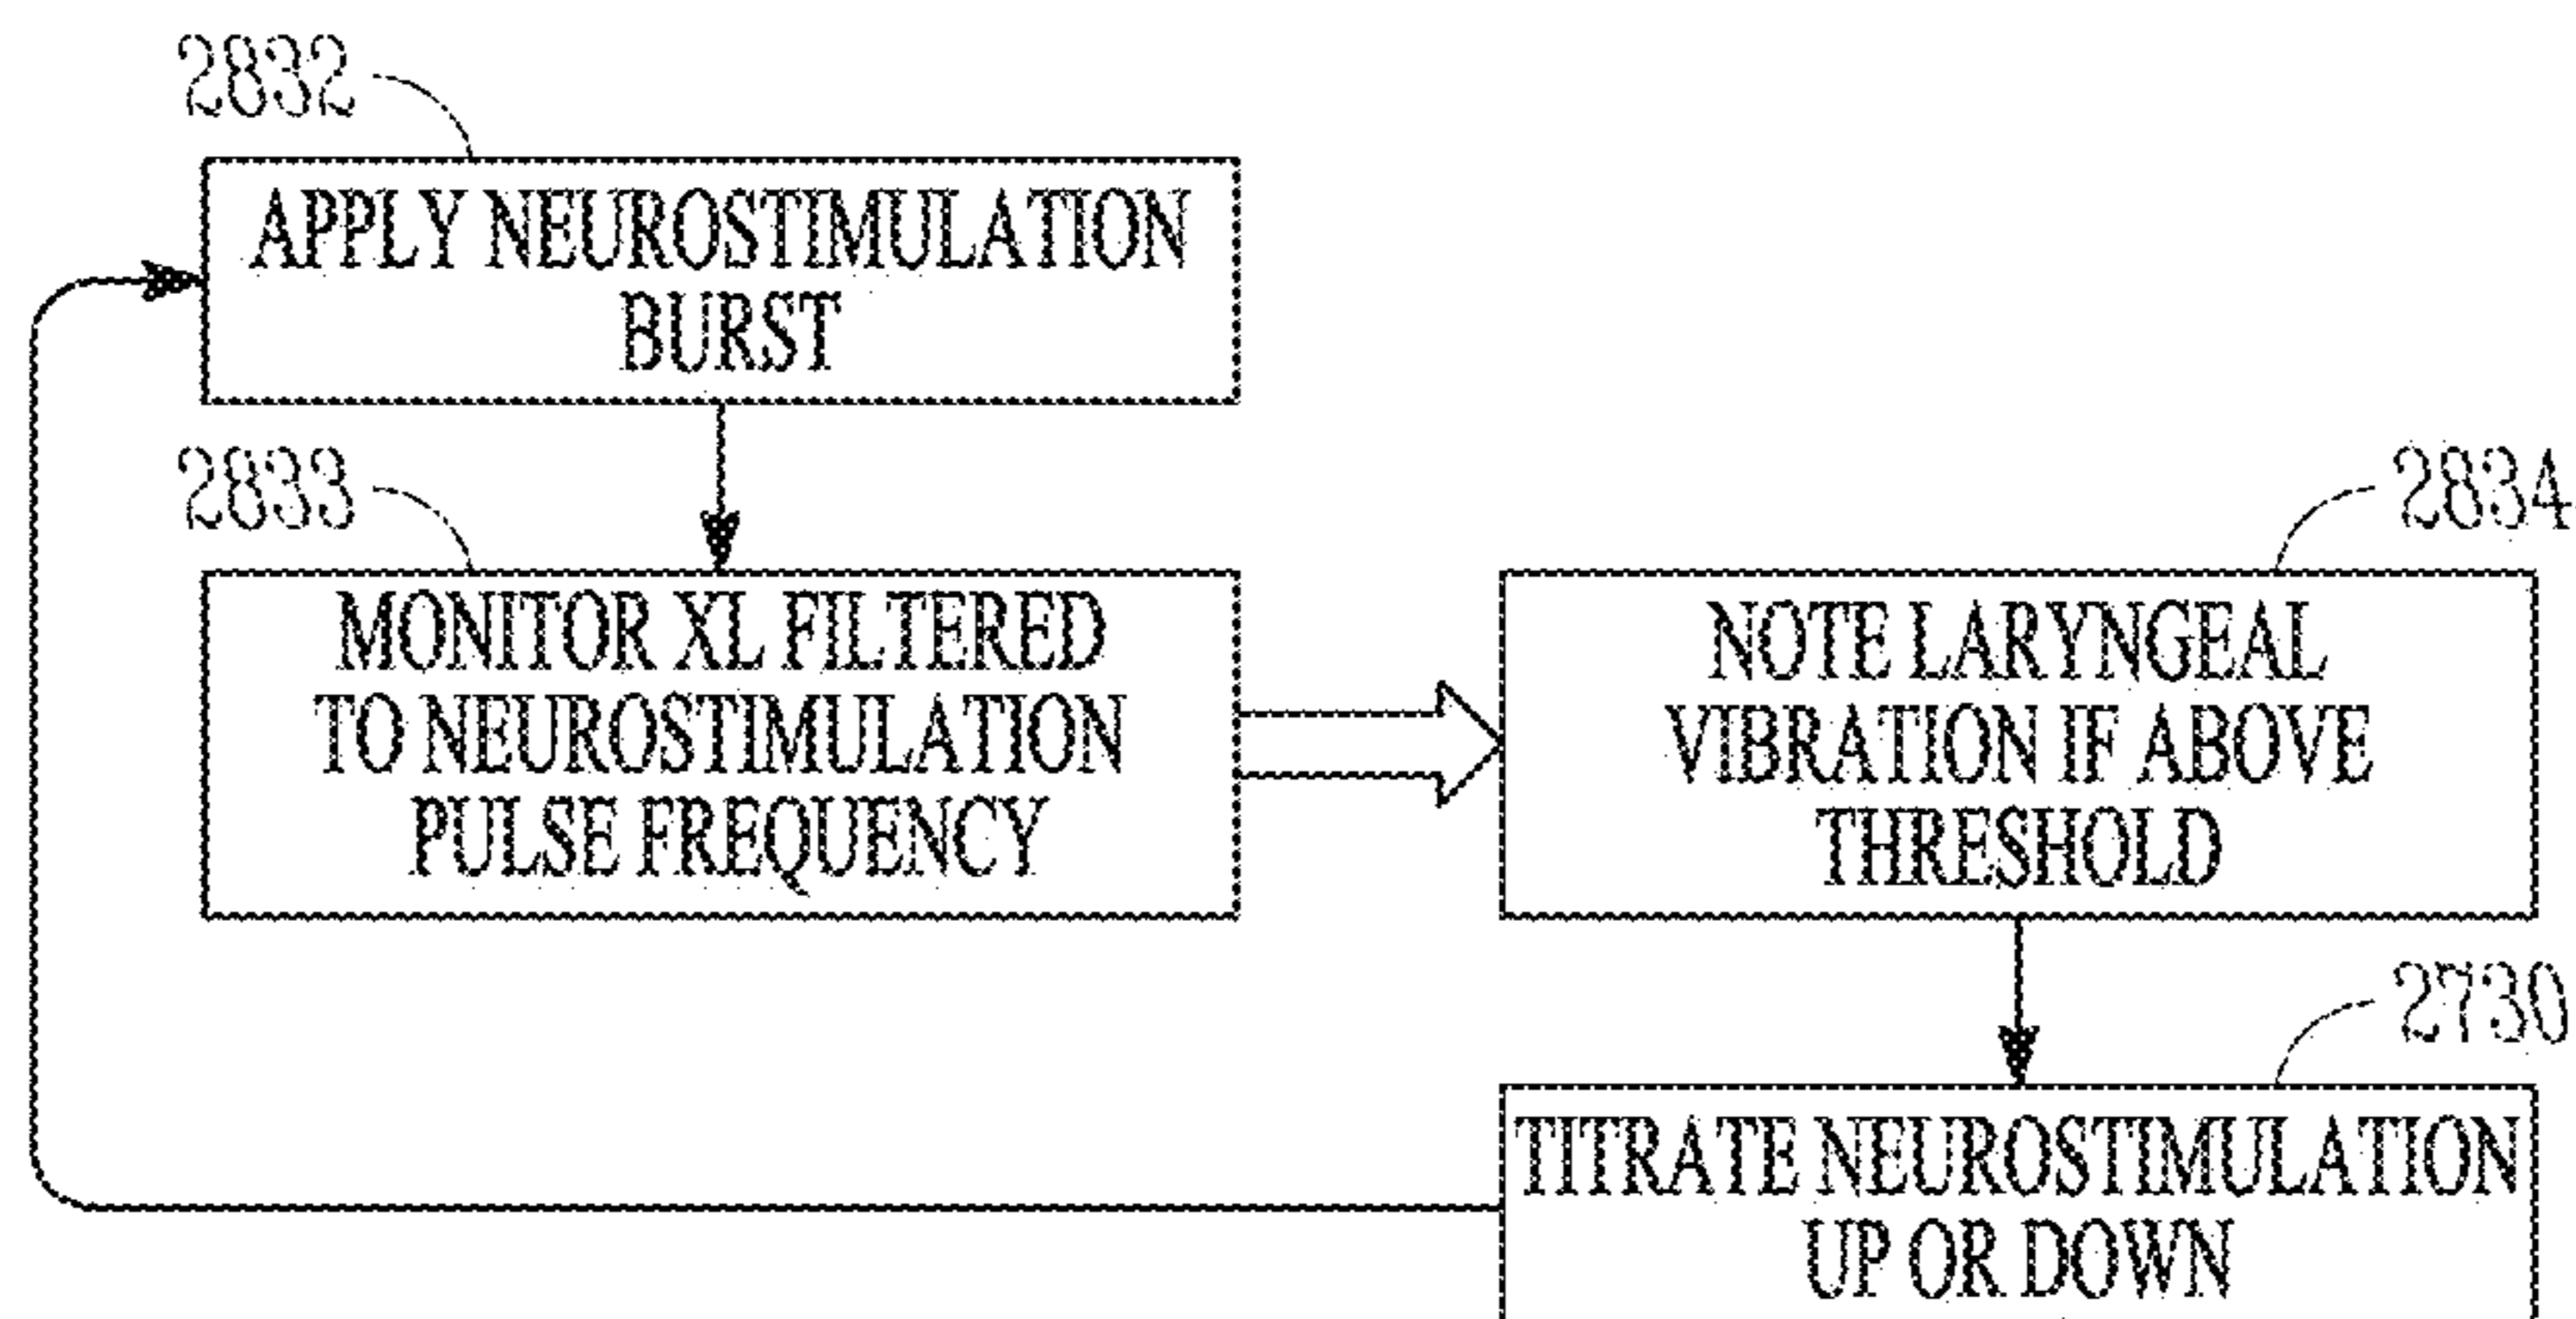 2832
APPLY NEUROSTIMULATION
BURST
2833
MONITOR XL FILTERED
TO NEUROSTIMULATION
PULSE FREQUENCY
2834
NOTE LARYNGEAL
VIBRATION IF ABOVE
THRESHOLD
2730
TITRATE NEUROSTIMULATION
UP OR DOWN